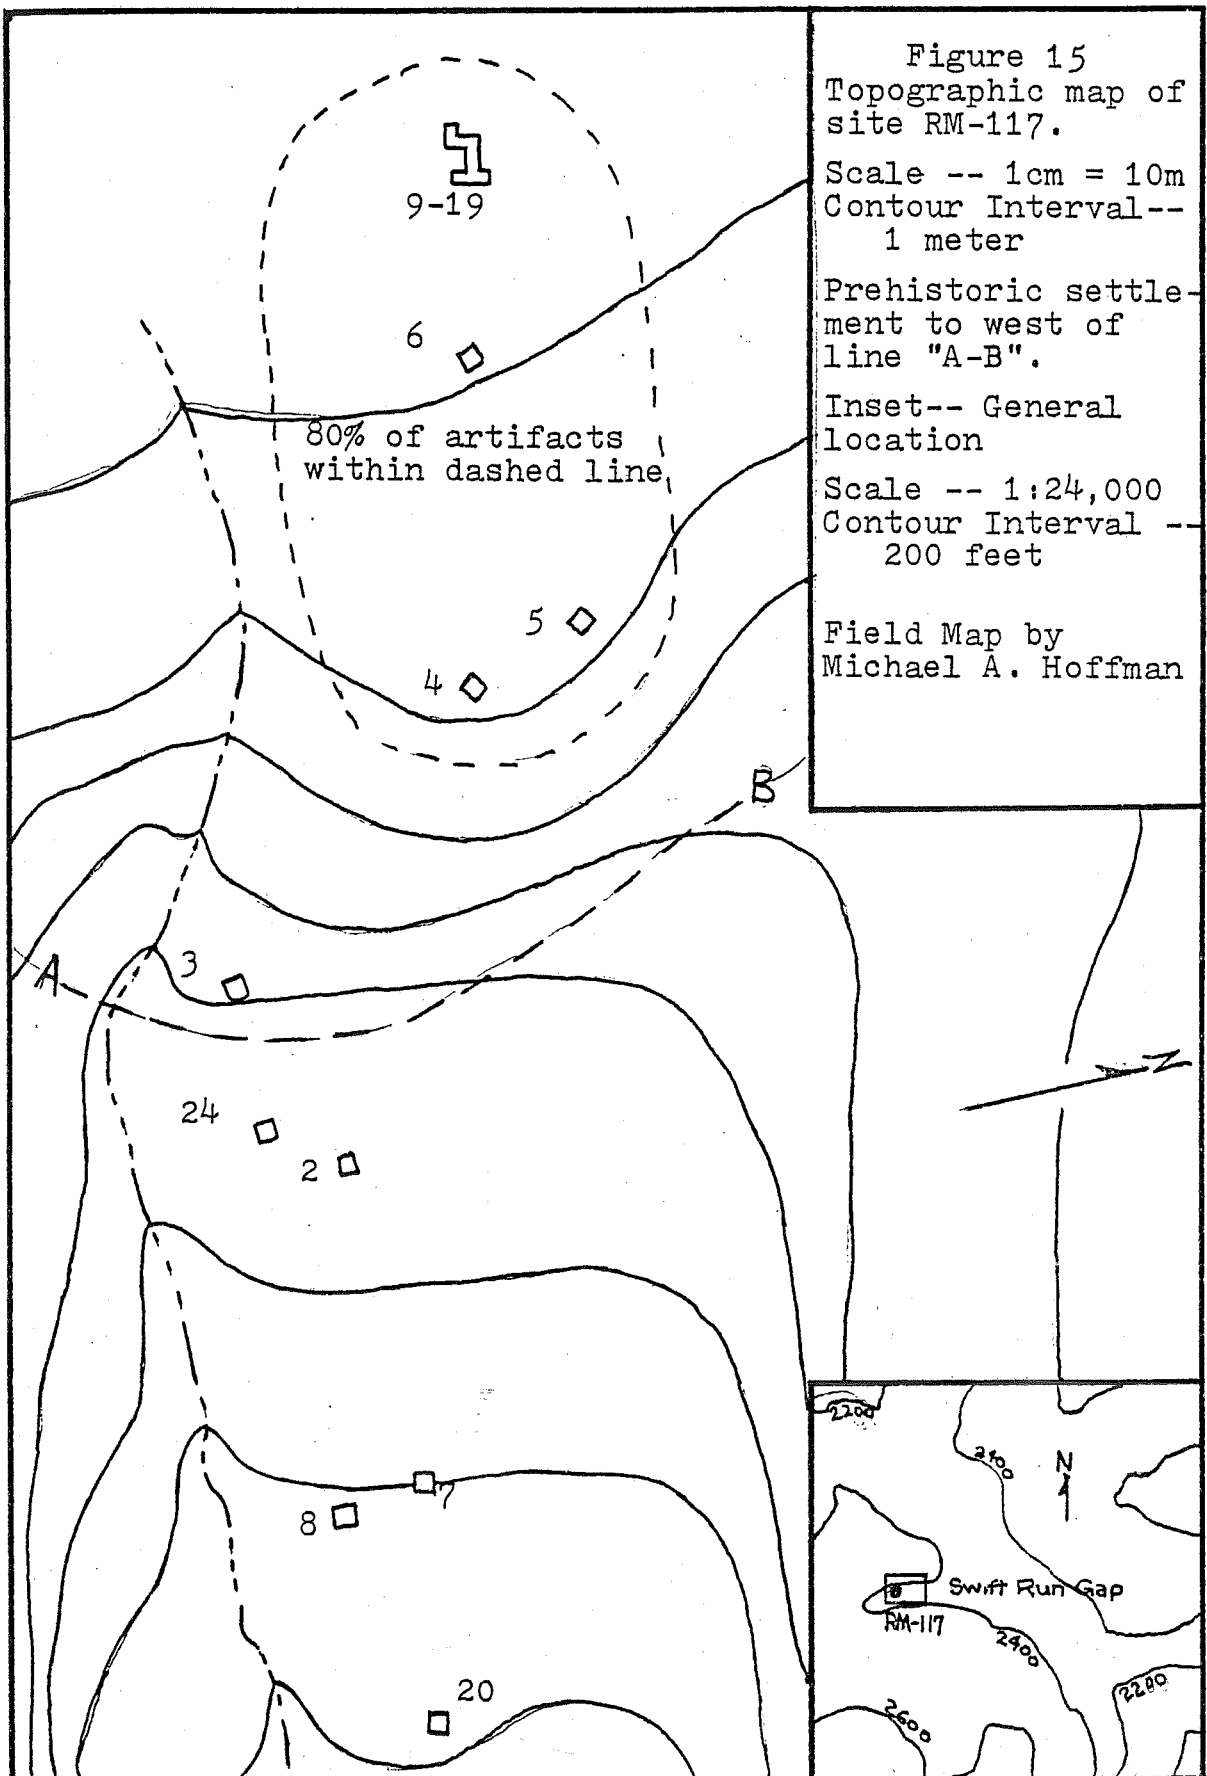 Figure 15
Topographic map of
site RM-117.
Scale -- 1cm = 10m
Contour Interval--
1 meter
Prehistoric settle-
ment to west of
line "A-B".
Inset-- General
location
Scale -- 1:24,000
Contour Interval --
200 feet
Field Map by
Michael A. Hoffman
9-19
6
80% of artifacts
within dashed line
5
4
B
A
3
N
24
2
7
8
20
2200
2400
N
Swift Run Gap
RM-117
2400
2200
2600